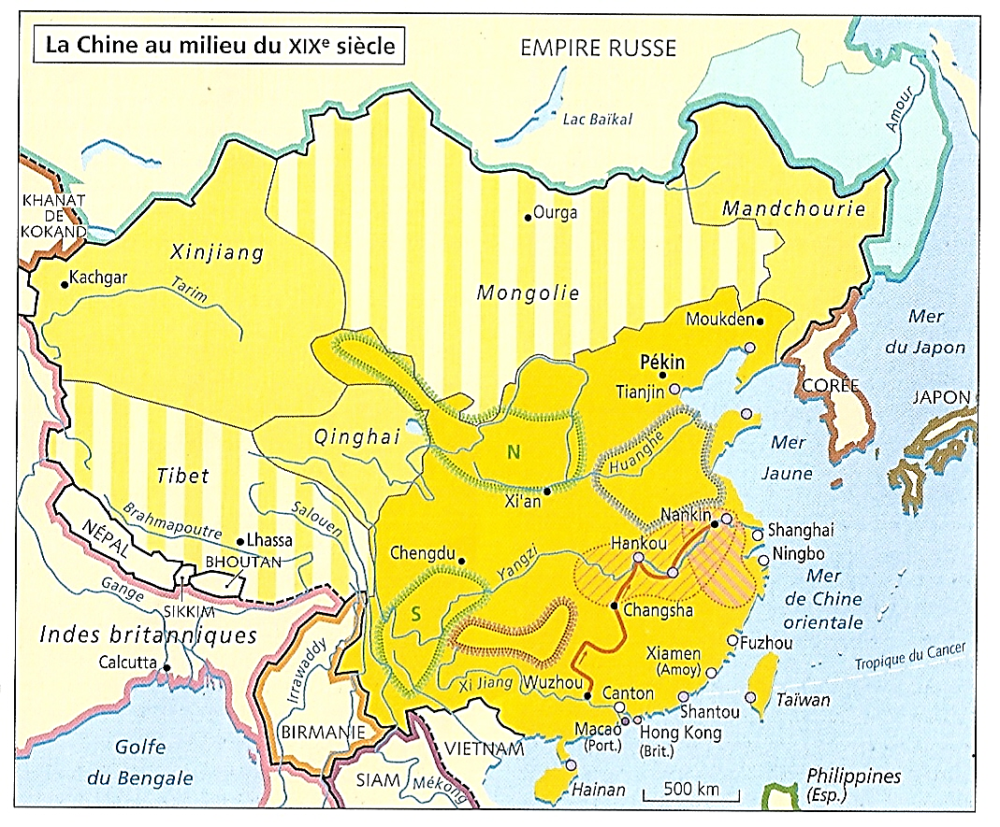 La Chine au milieu du XIXe siècle
EMPIRE RUSSE
Lac Baïkal
Amour
KHANAT
DE
KOKAND
Mandchourie
Ourga
Xinjiang
Kachgar
Tarim
Mongolie
Moukden
Mer
du Japon
Pékin
Tianjin
CORÉE
JAPON
Qinghai
N
Huanghe
Mer
Jaune
Tibet
Xi'an
Brahmapoutre
Salouen
Nankin
Lhassa
NÉPAL
BHOUTAN
Chengdu
Yangzi
Hankou
Shanghai
Ningbo
Gange
SIKKIM
Mer
de Chine
orientale
S
Changsha
Indes britanniques
Calcutta
Irrawaddy
Xiamen
(Amoy)
Fuzhou
Tropique du Cancer
Xi Jiang
Wuzhou
Canton
Shantou
Taïwan
BIRMANIE
Macao
(Port.)
Hong Kong
(Brit.)
VIETNAM
Golfe
du Bengale
SIAM
Mékong
Hainan
500 km
Philippines
(Esp.)